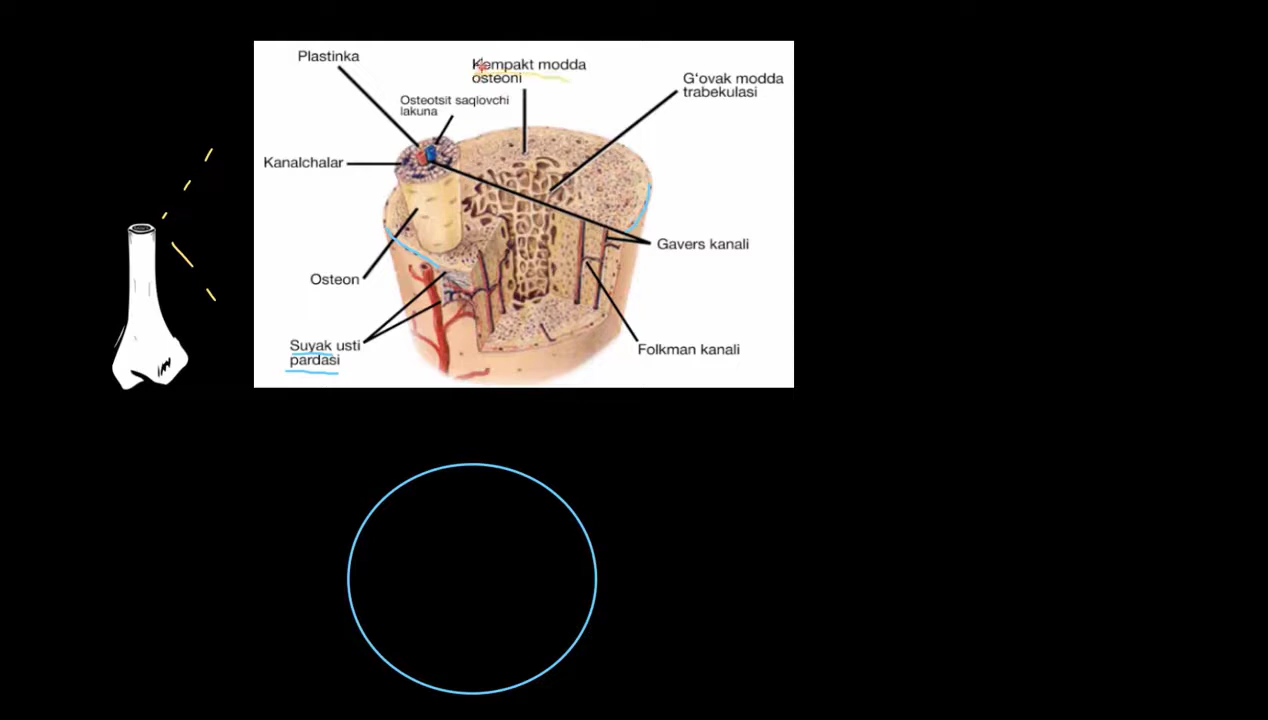 Plastinka
Kompakt modda
osteoni
G‘ovak modda
trabekulasi
Osteotsit saqlovchi
lakuna
Kanalchalar
Gavers kanali
Osteon
Suyak usti
pardasi
Folkman kanali